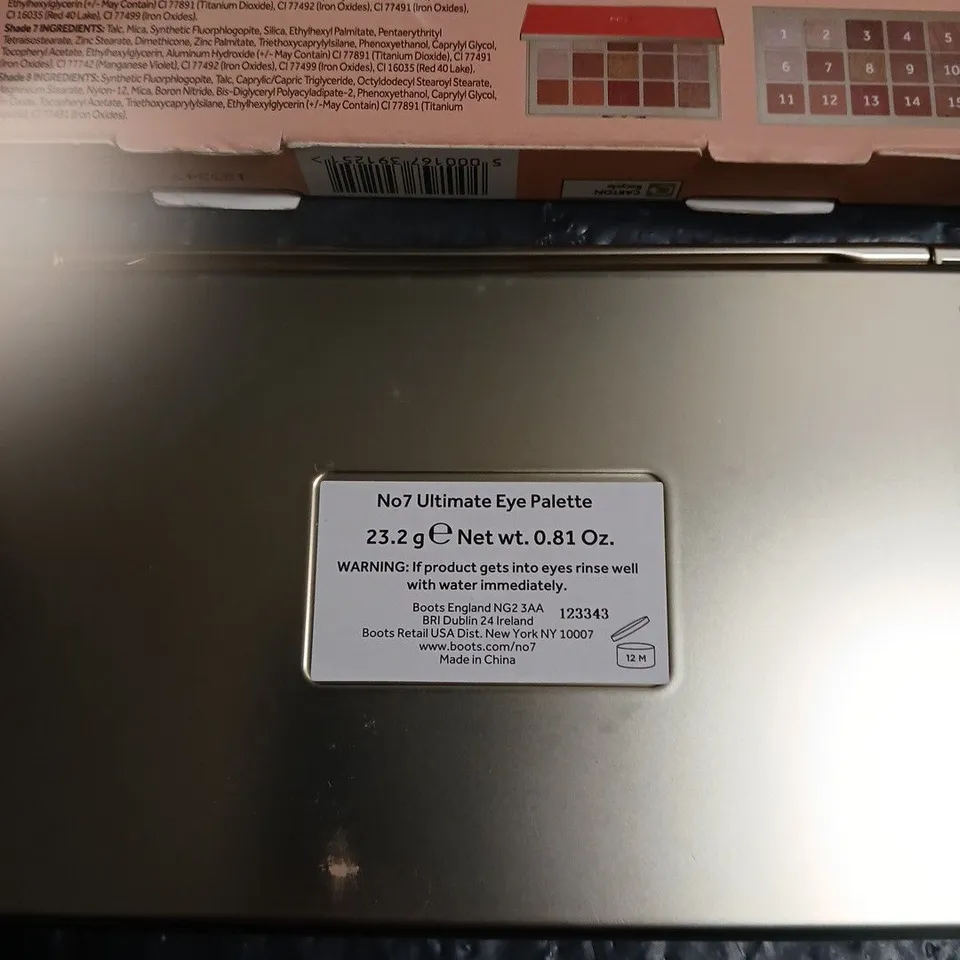 Ethylhexylglycerin (+/- May Contain) CI 77891 (Titanium Dioxide), CI 77492 (Iron Oxides), CI 77491 (Iron Oxides),
CI 16035 (Red 40 Lake), CI 77499 (Iron Oxides).
Shade 7 INGREDIENTS: Talc, Mica, Synthetic Fluorphlogopite, Silica, Ethylhexyl Palmitate, Pentaerythrityl
Tetraisostearate, Zinc Stearate, Dimethicone, Zinc Palmitate, Triethoxycaprylylsilane, Phenoxyethanol, Caprylyl Glycol,
Tocopheryl Acetate, Ethylhexylglycerin, Aluminum Hydroxide (+/- May Contain) CI 77891 (Titanium Dioxide), CI 77491
(Iron Oxides), CI 77742 (Manganese Violet), CI 77492 (Iron Oxides), CI 77499 (Iron Oxides), CI 16035 (Red 40 Lake).
Shade 8 INGREDIENTS: Synthetic Fluorphlogopite, Talc, Caprylic/Capric Triglyceride, Octyldodecyl Stearoyl Stearate,
Magnesium Stearate, Nylon-12, Mica, Boron Nitride, Bis-Diglyceryl Polyacyladipate-2, Phenoxyethanol, Caprylyl Glycol,
Tocopheryl Acetate, Triethoxycaprylylsilane, Ethylhexylglycerin (+/- May Contain) CI 77891 (Titanium
CI 77491 (Iron Oxides).
1 2 3 4 5
6 7 8 9 10
11 12 13 14 15
5 000167 391251 >
CARTON
Recycle
No7 Ultimate Eye Palette
23.2 g ℮ Net wt. 0.81 Oz.
WARNING: If product gets into eyes rinse well
with water immediately.
Boots England NG2 3AA 123343
BRI Dublin 24 Ireland
Boots Retail USA Dist. New York NY 10007
www.boots.com/no7
Made in China
12 M